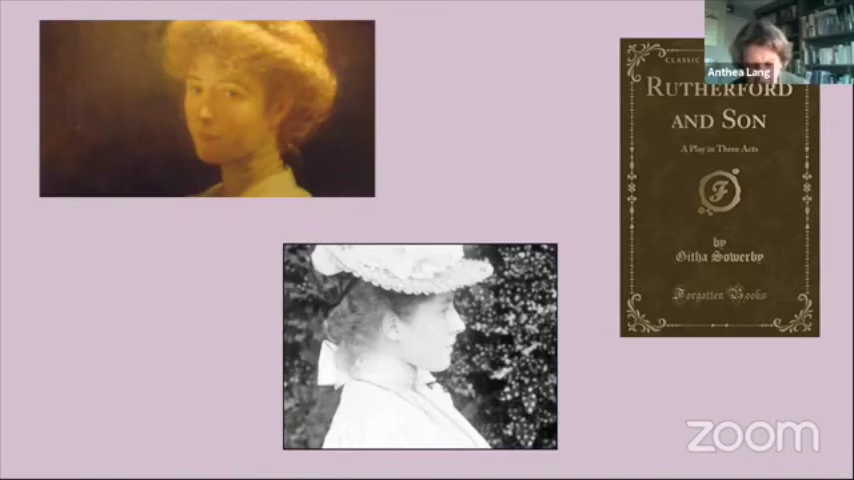 Anthea Lang
CLASSIC
RUTHERFORD
AND SON
A Play in Three Acts
F
by
Githa Sowerby
Forgotten Books
zoom